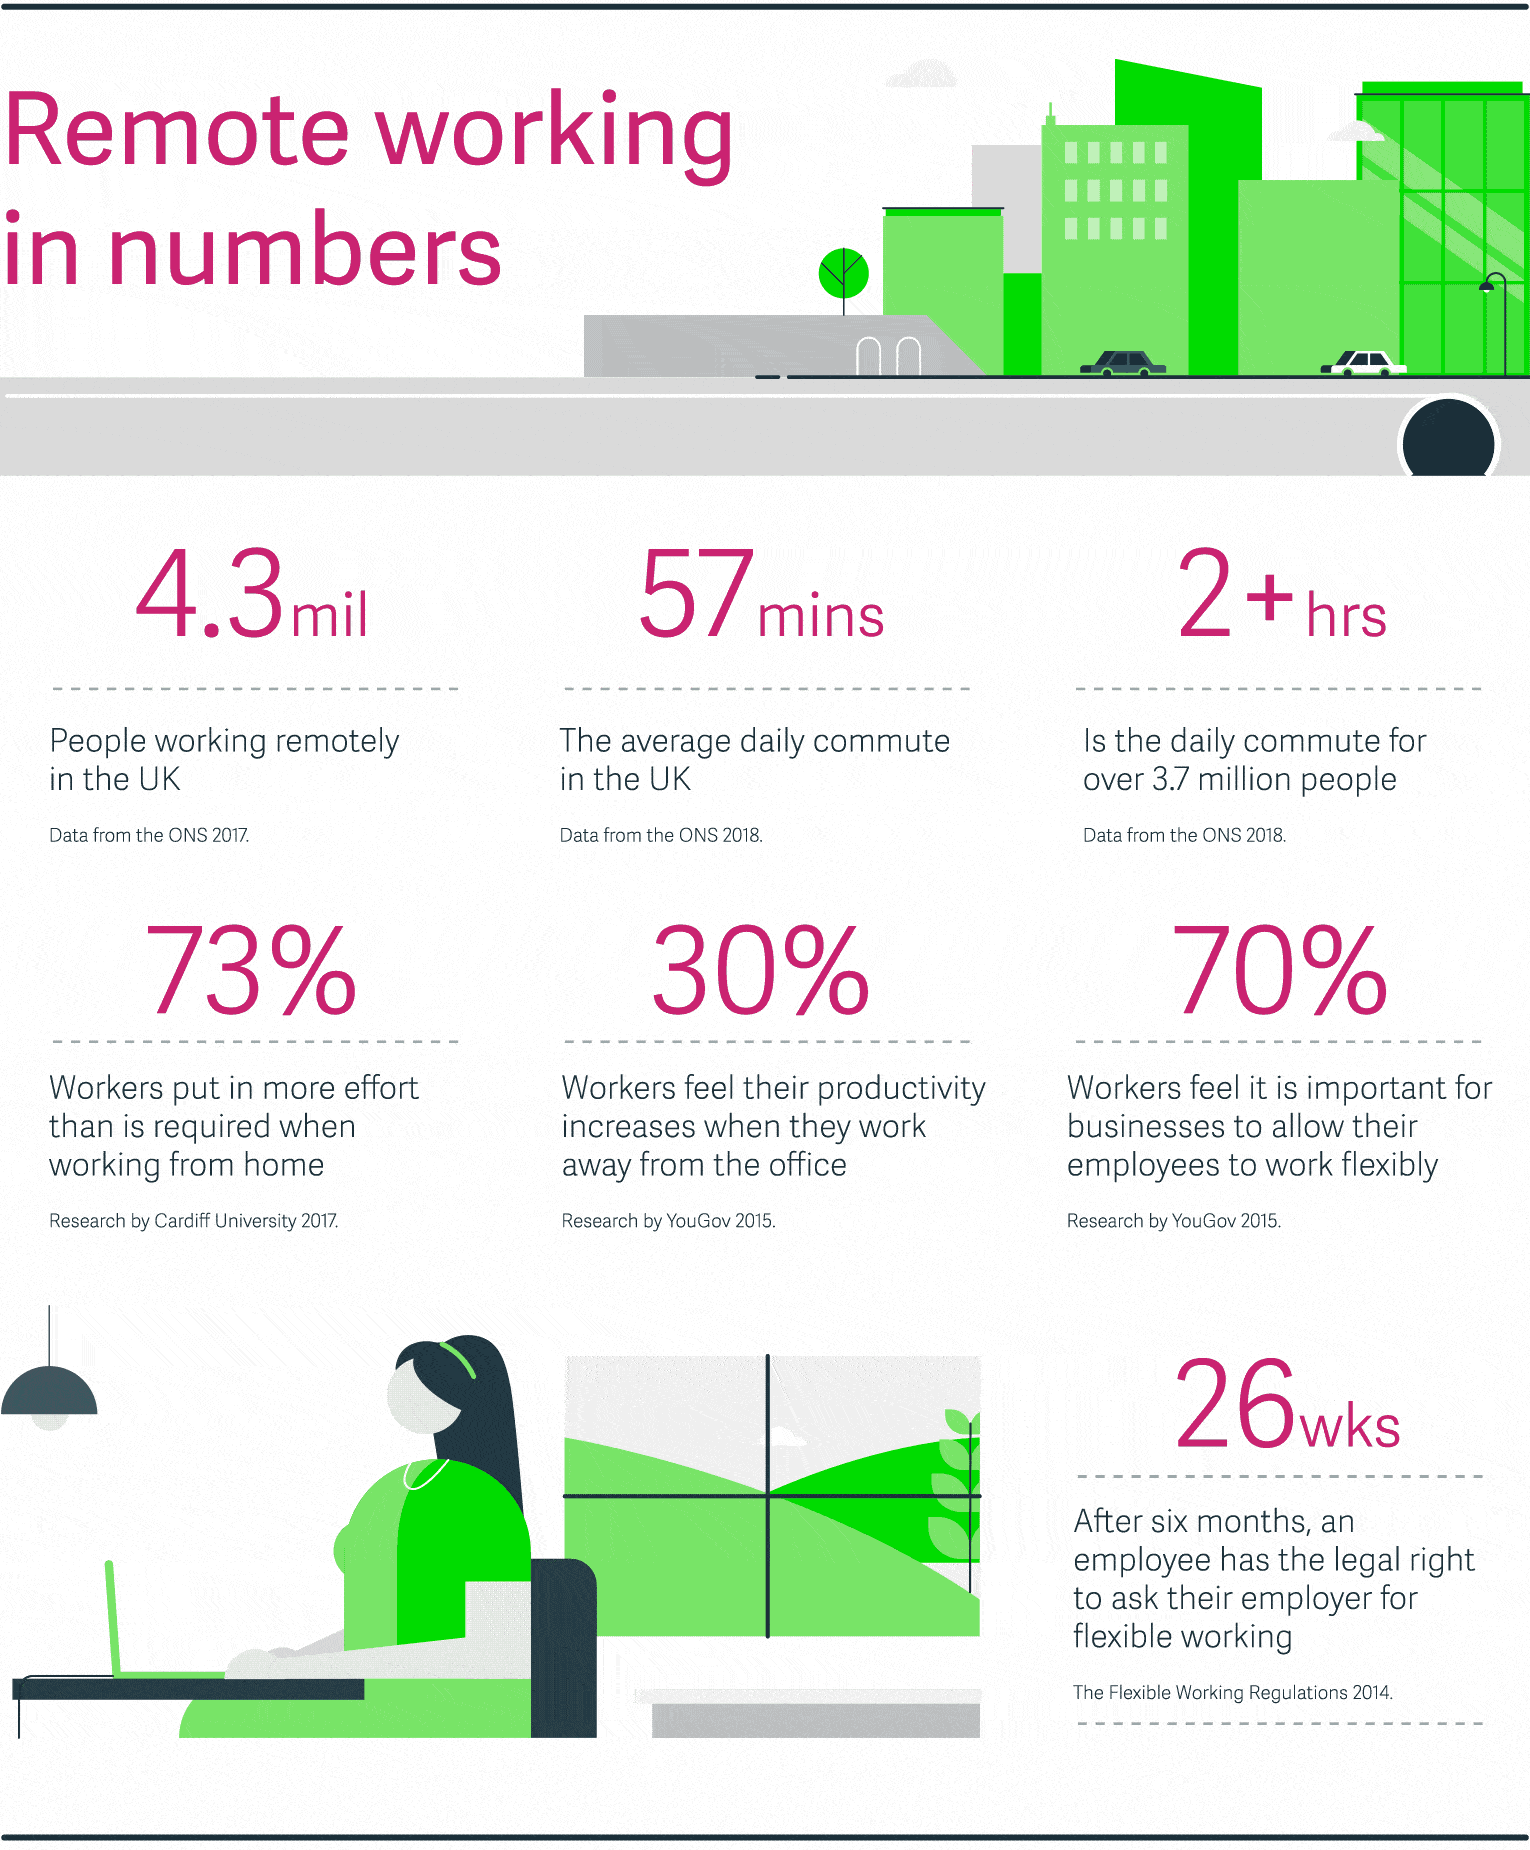 Remote working
in numbers
4.3mil
People working remotely
in the UK
Data from the ONS 2017.
57mins
The average daily commute
in the UK
Data from the ONS 2018.
2+hrs
Is the daily commute for
over 3.7 million people
Data from the ONS 2018.
73%
Workers put in more effort
than is required when
working from home
Research by Cardiff University 2017.
30%
Workers feel their productivity
increases when they work
away from the office
Research by YouGov 2015.
70%
Workers feel it is important for
businesses to allow their
employees to work flexibly
Research by YouGov 2015.
26wks
After six months, an
employee has the legal right
to ask their employer for
flexible working
The Flexible Working Regulations 2014.